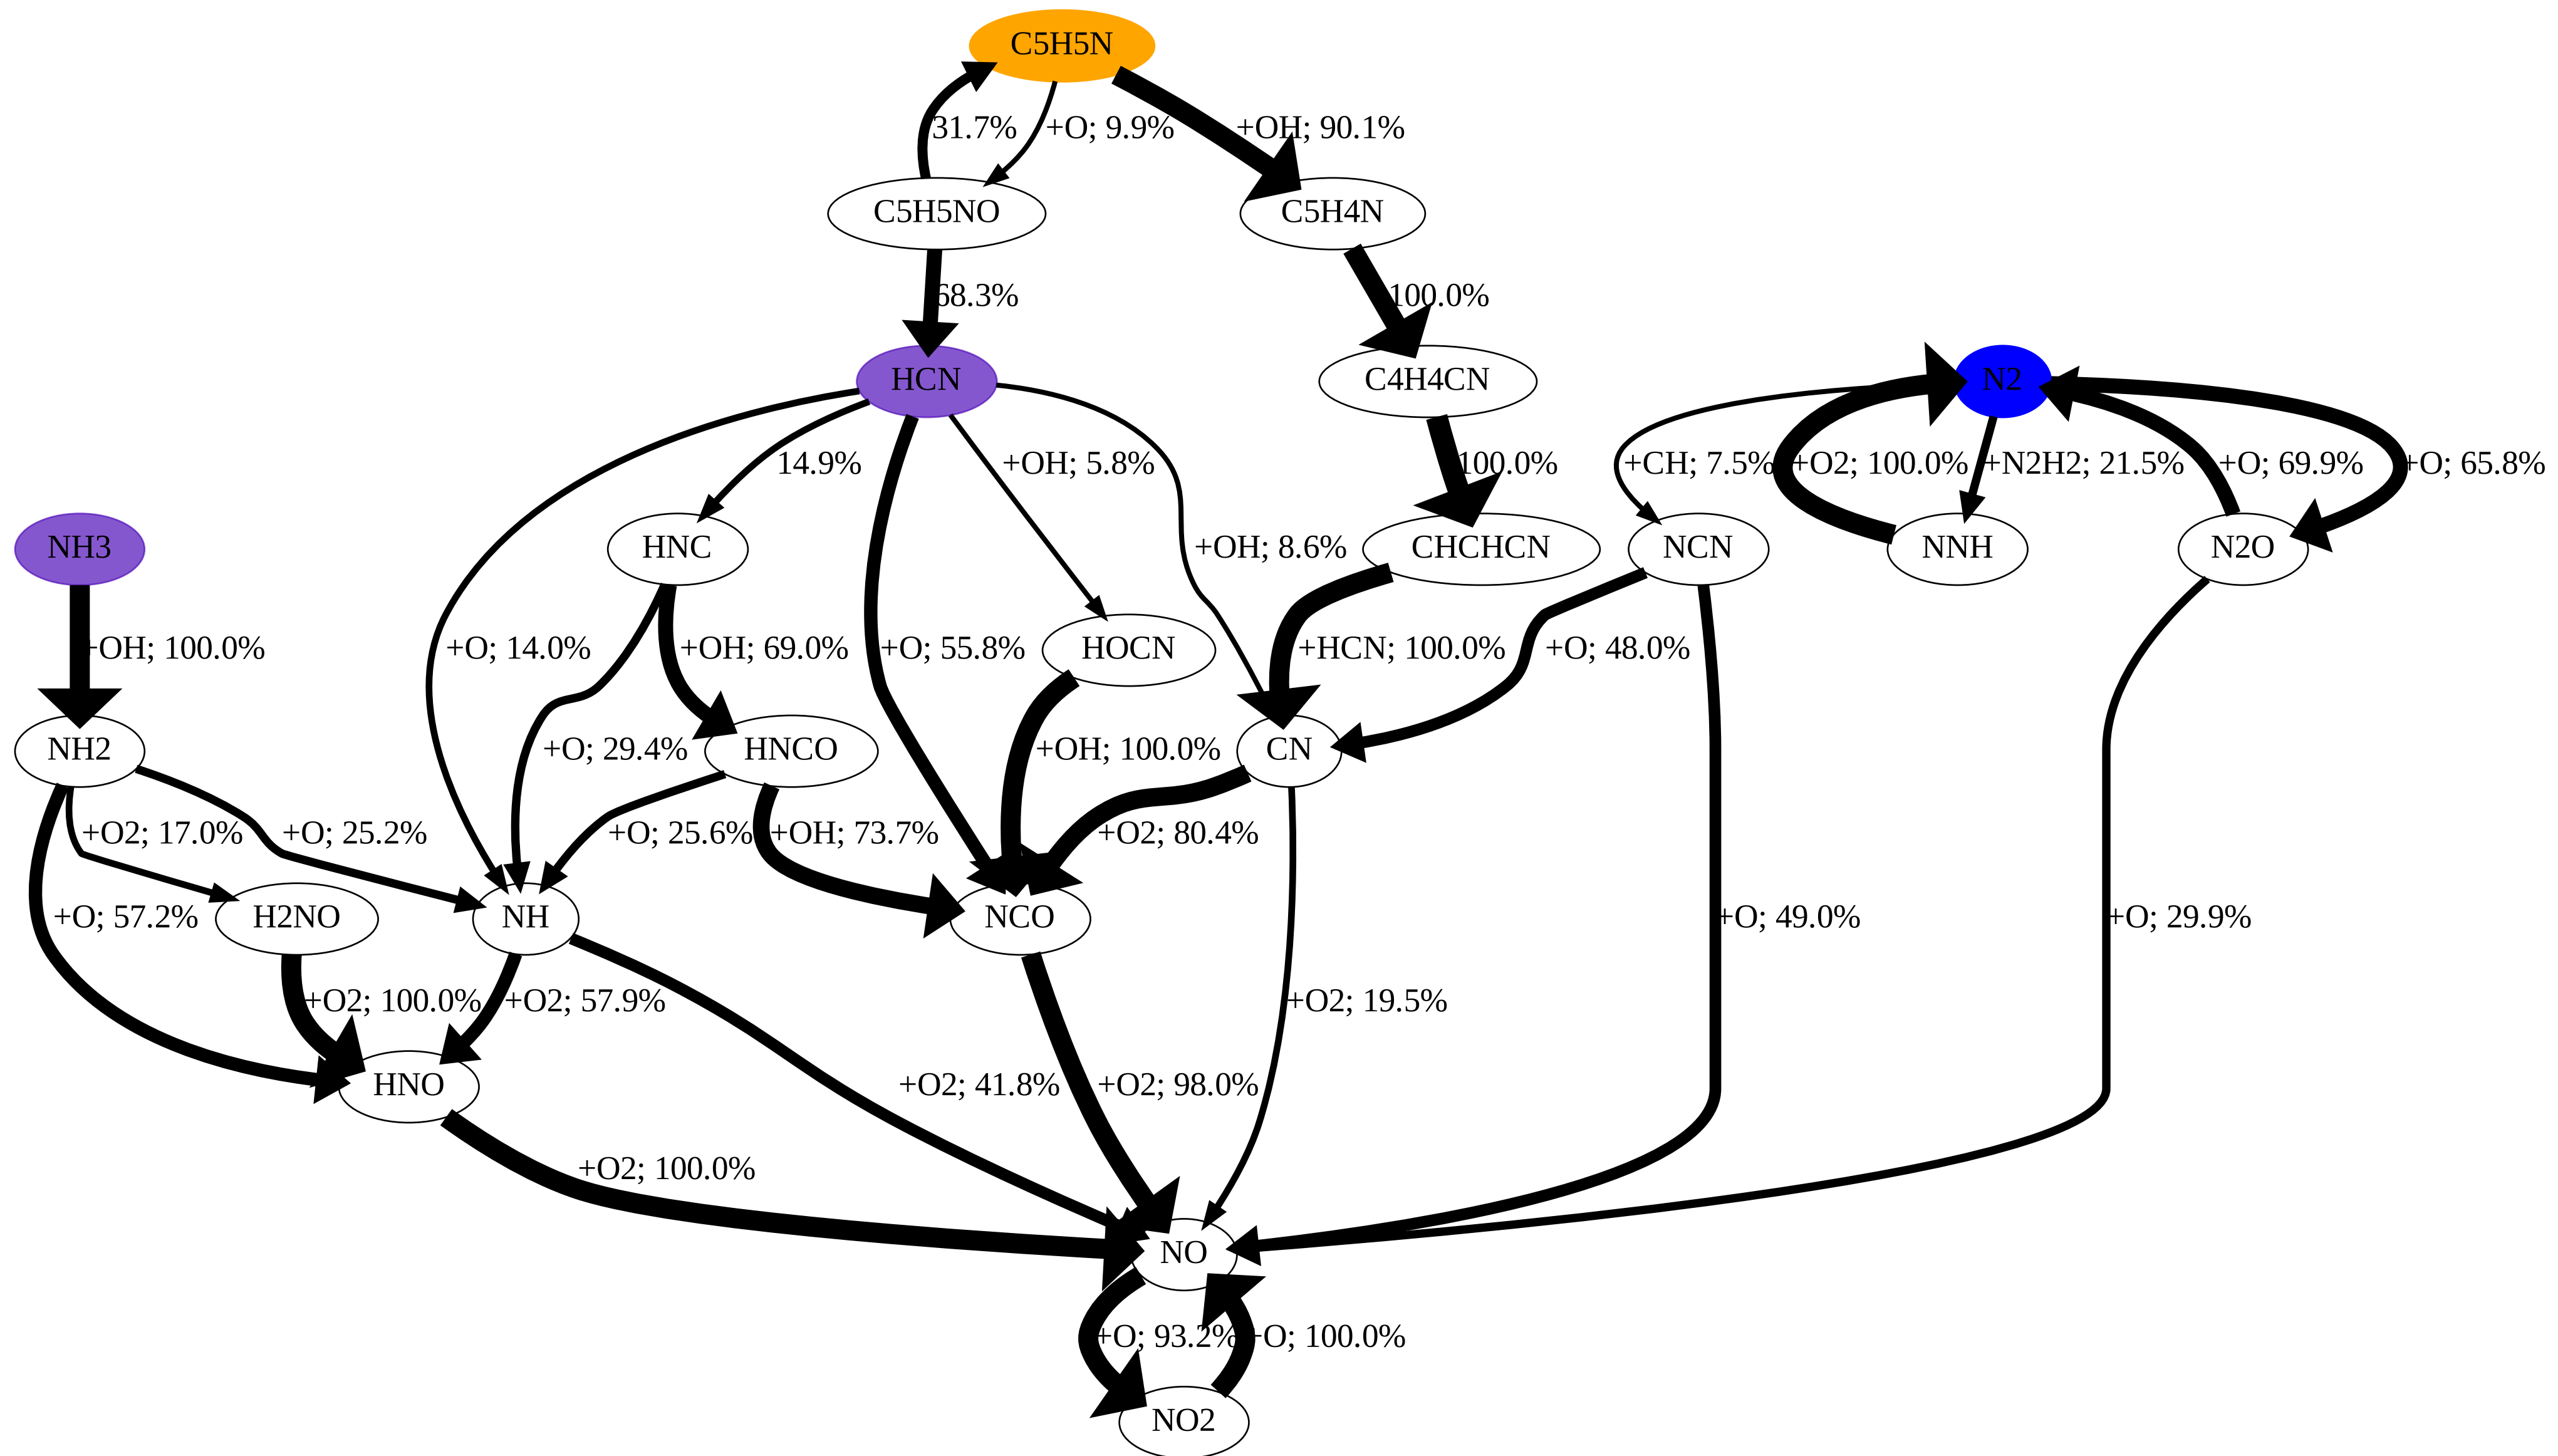 C5H5N
31.7%
+O; 9.9%
+OH; 90.1%
C5H5NO
C5H4N
68.3%
100.0%
HCN
C4H4CN
N2
14.9%
+OH; 5.8%
100.0%
+CH; 7.5%
+O2; 100.0%
+N2H2; 21.5%
+O; 69.9%
+O; 65.8%
NH3
HNC
+OH; 8.6%
CHCHCN
NCN
NNH
N2O
+OH; 100.0%
+O; 14.0%
+OH; 69.0%
+O; 55.8%
HOCN
+HCN; 100.0%
+O; 48.0%
NH2
+O; 29.4%
HNCO
+OH; 100.0%
CN
+O2; 17.0%
+O; 25.2%
+O; 25.6%
+OH; 73.7%
+O2; 80.4%
+O; 57.2%
H2NO
NH
NCO
+O; 49.0%
+O; 29.9%
+O2; 100.0%
+O2; 57.9%
+O2; 19.5%
HNO
+O2; 41.8%
+O2; 98.0%
+O2; 100.0%
NO
+O; 93.2%
+O; 100.0%
NO2